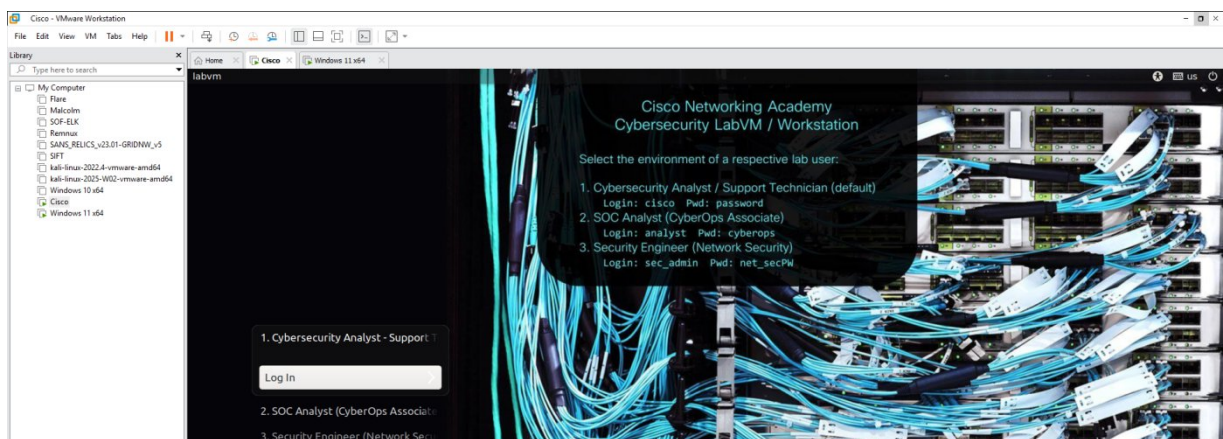 Cisco - VMware Workstation
File Edit View VM Tabs Help
Library
Type here to search
My Computer
Flare
Malcolm
SOF-ELK
Remnux
SANS_RELICS_v23.01-GRIDNW_v5
SIFT
kali-linux-2022.4-vmware-amd64
kali-linux-2025-W02-vmware-amd64
Windows 10 x64
Cisco
Windows 11 x64
Home Cisco Windows 11 x64
labvm us
Cisco Networking Academy
Cybersecurity LabVM / Workstation
Select the environment of a respective lab user:
1. Cybersecurity Analyst / Support Technician (default)
Login: cisco Pwd: password
2. SOC Analyst (CyberOps Associate)
Login: analyst Pwd: cyberops
3. Security Engineer (Network Security)
Login: sec_admin Pwd: net_secPW
1. Cybersecurity Analyst - Support T
Log In
2. SOC Analyst (CyberOps Associate
3. Security Engineer (Network Secu